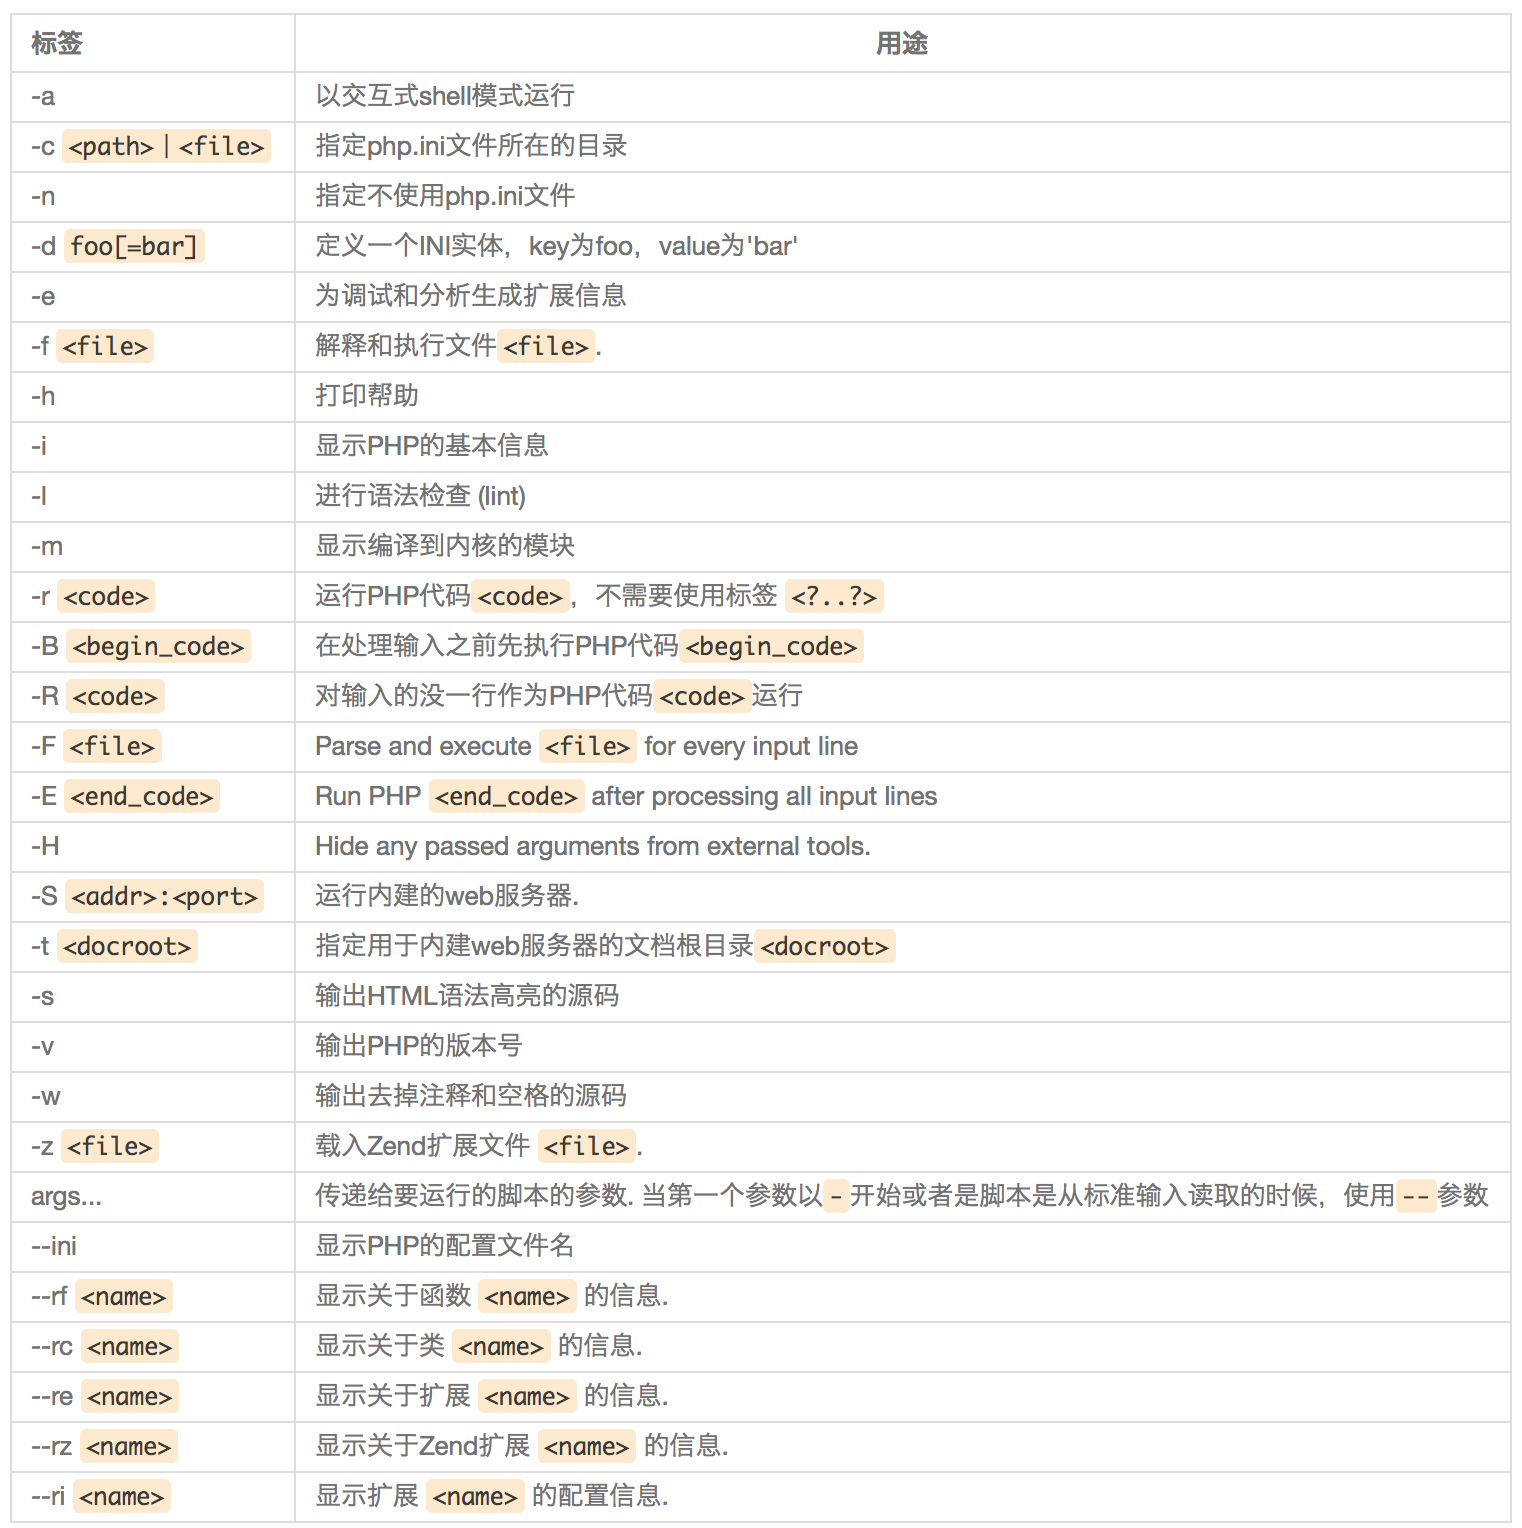 标签 用途
-a 以交互式shell模式运行
-c <path>|<file> 指定php.ini文件所在的目录
-n 指定不使用php.ini文件
-d foo[=bar] 定义一个INI实体，key为foo，value为'bar'
-e 为调试和分析生成扩展信息
-f <file> 解释和执行文件<file>.
-h 打印帮助
-i 显示PHP的基本信息
-l 进行语法检查 (lint)
-m 显示编译到内核的模块
-r <code> 运行PHP代码<code>，不需要使用标签 <?..?>
-B <begin_code> 在处理输入之前先执行PHP代码<begin_code>
-R <code> 对输入的没一行作为PHP代码<code>运行
-F <file> Parse and execute <file> for every input line
-E <end_code> Run PHP <end_code> after processing all input lines
-H Hide any passed arguments from external tools.
-S <addr>:<port> 运行内建的web服务器.
-t <docroot> 指定用于内建web服务器的文档根目录<docroot>
-s 输出HTML语法高亮的源码
-v 输出PHP的版本号
-w 输出去掉注释和空格的源码
-z <file> 载入Zend扩展文件 <file>.
args... 传递给要运行的脚本的参数. 当第一个参数以-开始或者是脚本是从标准输入读取的时候，使用--参数
--ini 显示PHP的配置文件名
--rf <name> 显示关于函数 <name> 的信息.
--rc <name> 显示关于类 <name> 的信息.
--re <name> 显示关于扩展 <name> 的信息.
--rz <name> 显示关于Zend扩展 <name> 的信息.
--ri <name> 显示扩展 <name> 的配置信息.